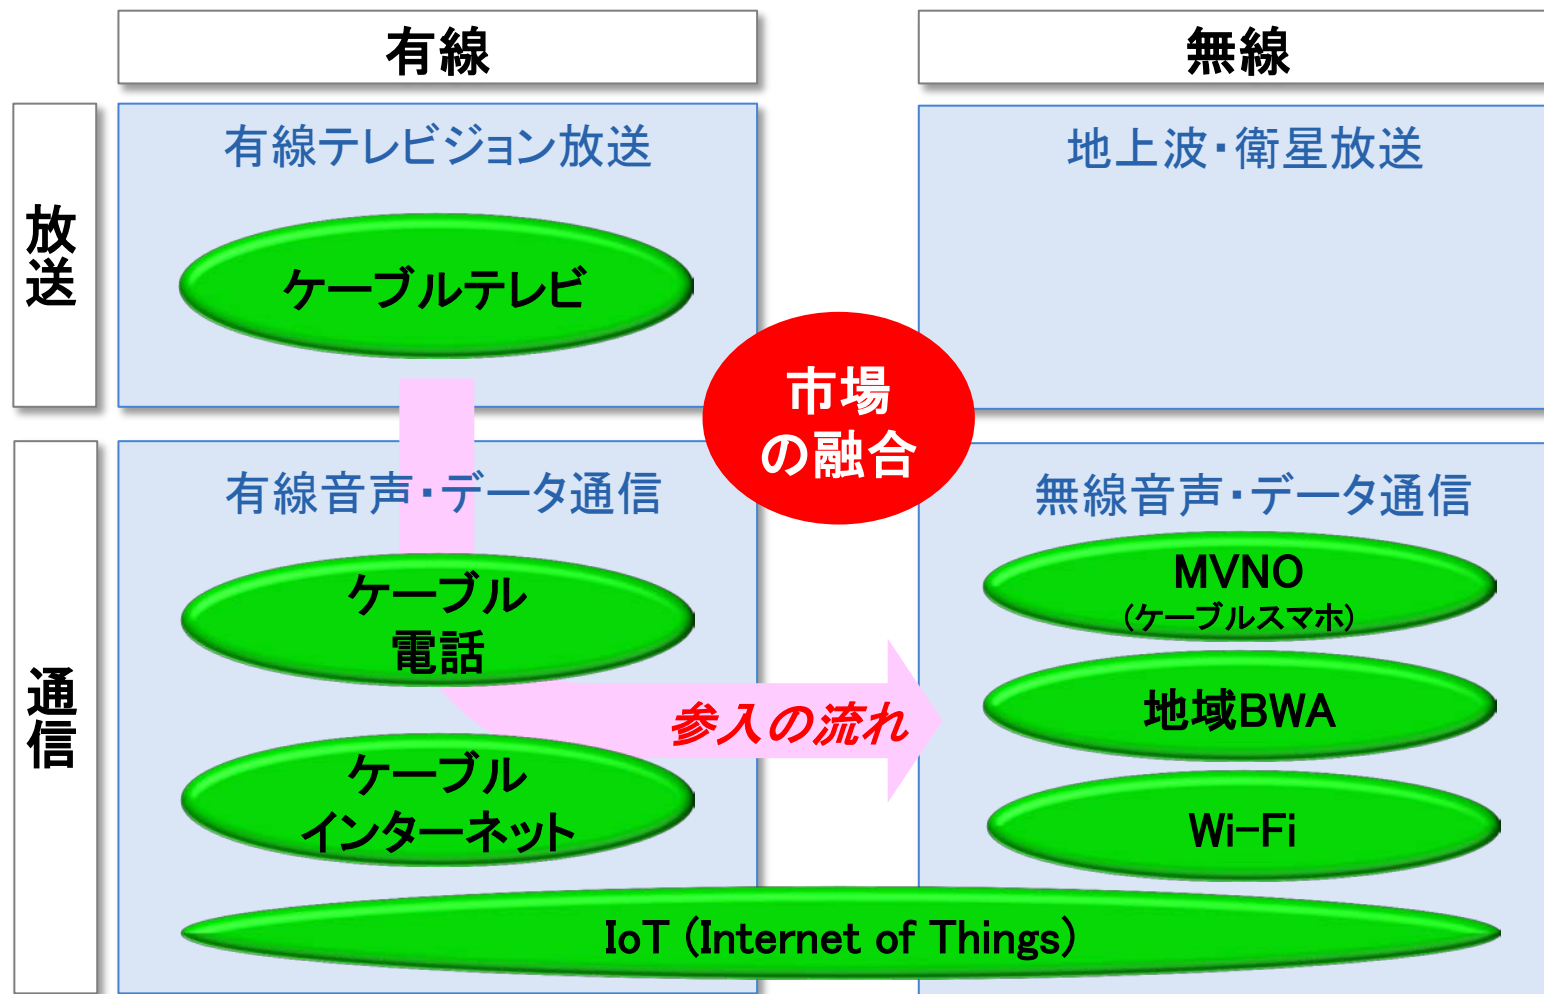 有線
無線
放送
有線テレビジョン放送
地上波・衛星放送
ケーブルテレビ
市場
の融合
通信
有線音声・データ通信
無線音声・データ通信
ケーブル
電話
MVNO
(ケーブルスマホ)
参入の流れ
地域BWA
ケーブル
インターネット
Wi-Fi
IoT (Internet of Things)